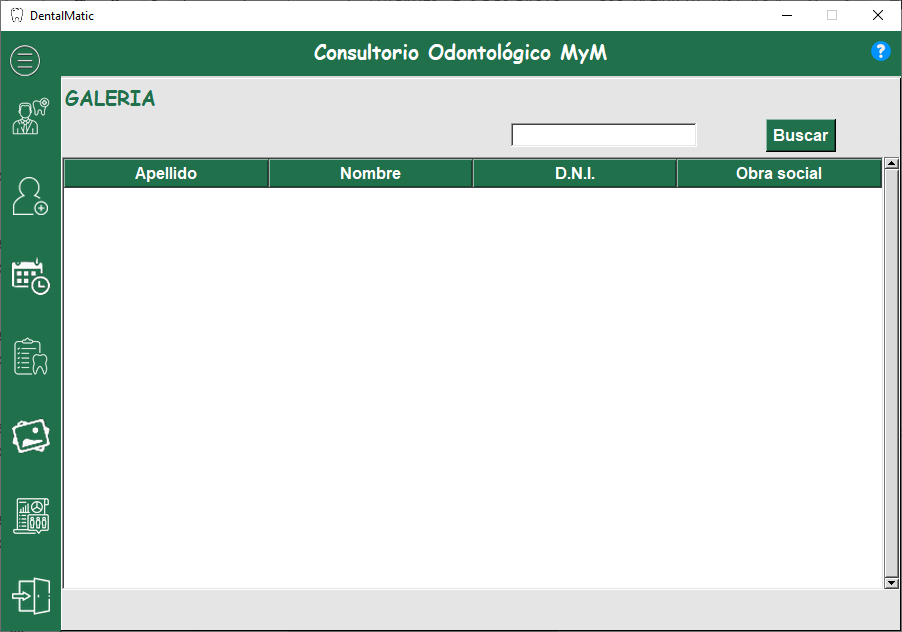 DentalMatic
Consultorio Odontológico MyM
?
GALERIA
Buscar
Apellido Nombre D.N.I. Obra social